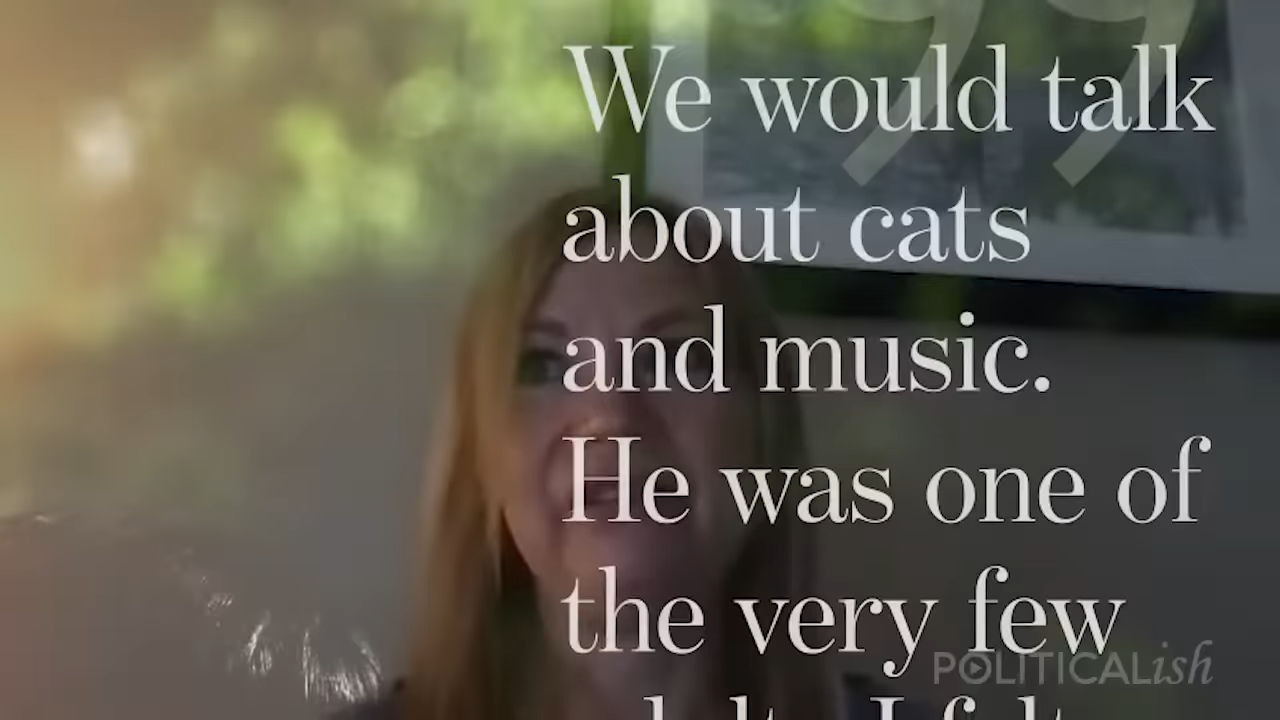 We would talk
about cats
and music.
He was one of
the very few
POLITICALish